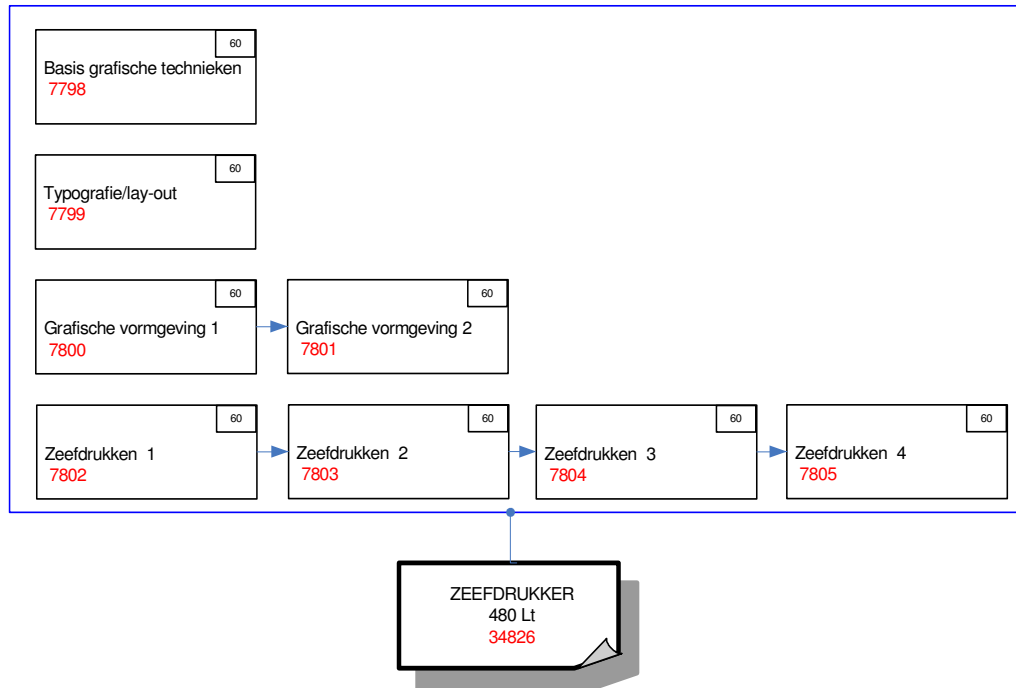 60
Basis grafische technieken
7798
60
Typografie/lay-out
7799
60
Grafische vormgeving 1
7800
60
Grafische vormgeving 2
7801
60
Zeefdrukken 1
7802
60
Zeefdrukken 2
7803
60
Zeefdrukken 3
7804
60
Zeefdrukken 4
7805
ZEEFDRUKKER
480 Lt
34826